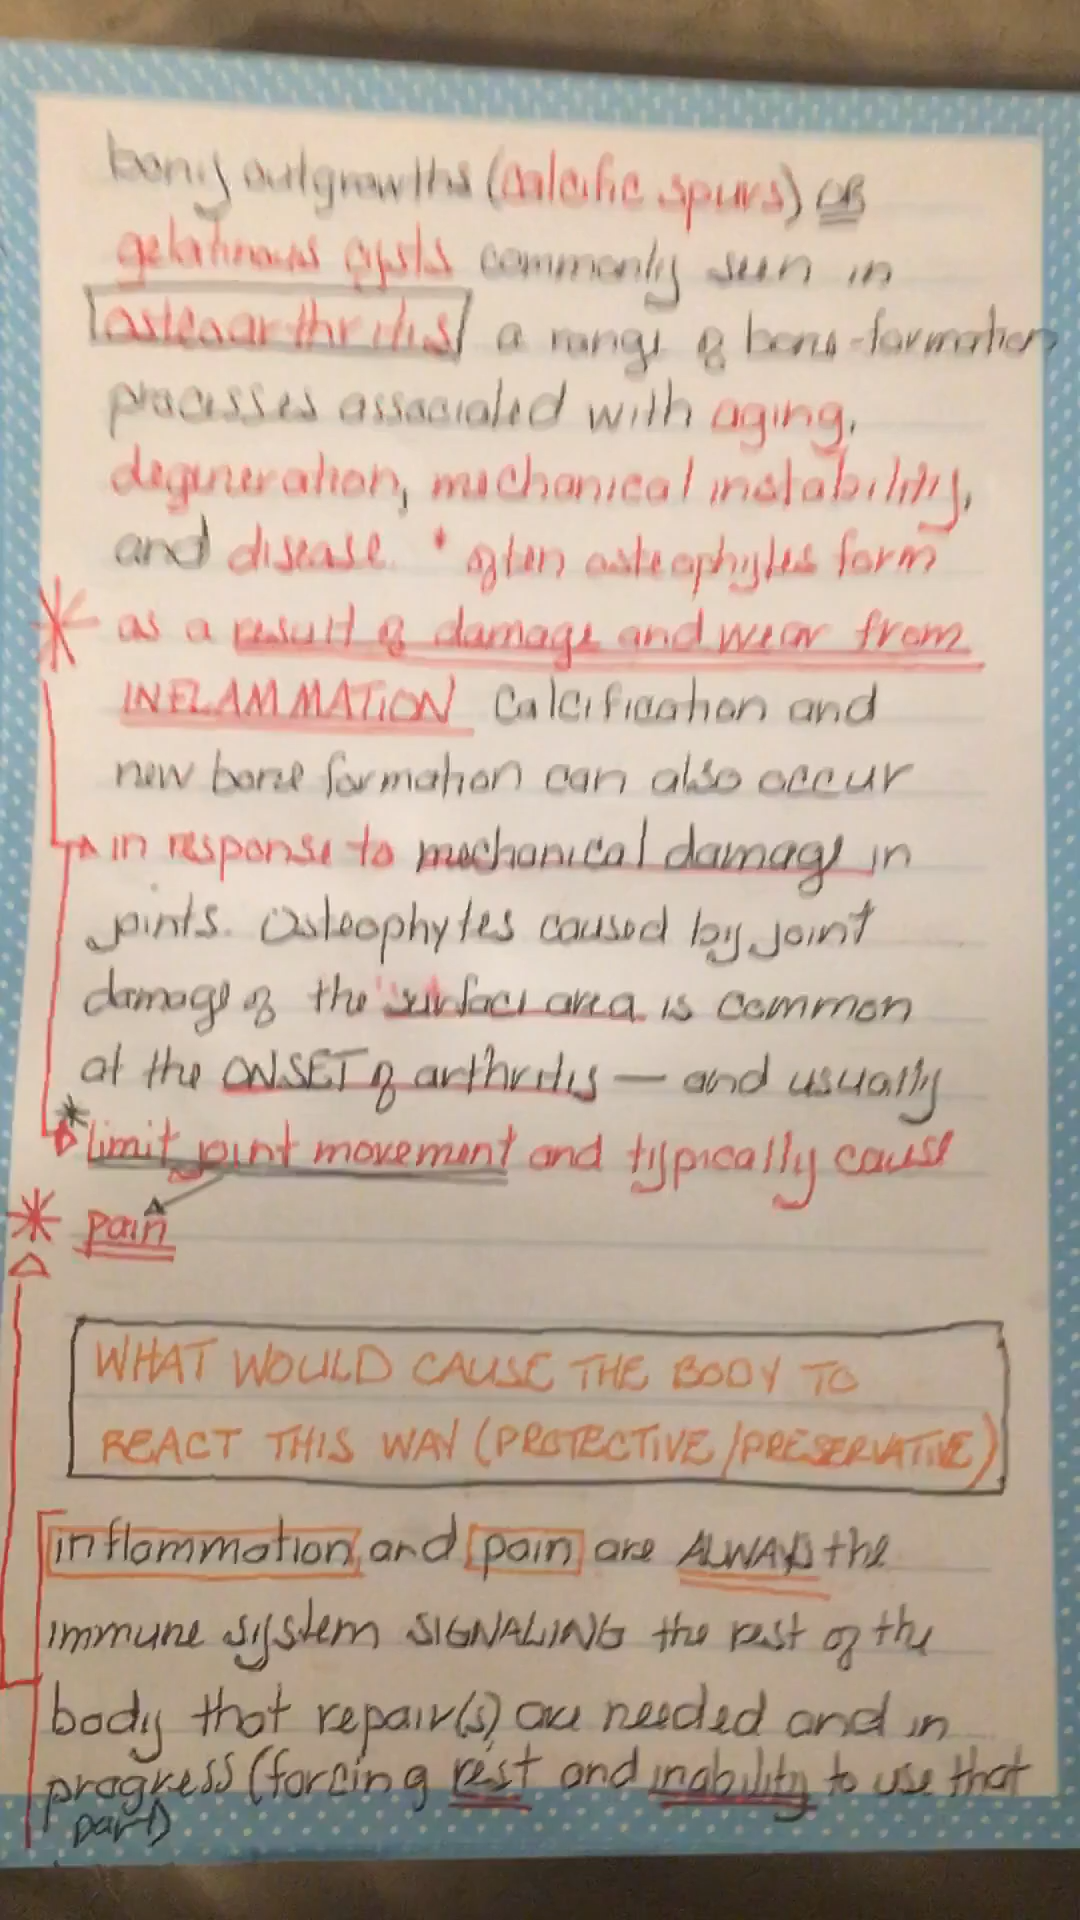 bony outgrowths (calcific spurs) OR
gelatinous cysts commonly seen in
osteoarthritis a range of bone-formation
processes associated with aging,
degeneration, mechanical instability,
and disease. * often osteophytes form
* as a result of damage and wear from
INFLAMMATION Calcification and
new bone formation can also occur
in response to mechanical damage in
joints. Osteophytes caused by joint
damage of the surface area is common
at the ONSET of arthritis — and usually
* limit joint movement and typically cause
* pain
WHAT WOULD CAUSE THE BODY TO
REACT THIS WAY (PROTECTIVE/PRESERVATIVE)
inflammation and pain are ALWAYS the
immune system SIGNALING the rest of the
body that repair(s) are needed and in
progress (forcing rest and inability to use that
part)